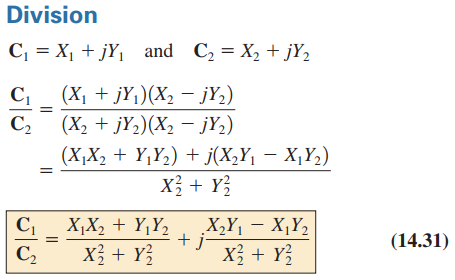 Division
C₁ = X₁ + jY₁ and C₂ = X₂ + jY₂
C₁/C₂ = (X₁ + jY₁)(X₂ − jY₂) / (X₂ + jY₂)(X₂ − jY₂)
= (X₁X₂ + Y₁Y₂) + j(X₂Y₁ − X₁Y₂) / X₂² + Y₂²
C₁/C₂ = X₁X₂ + Y₁Y₂ / X₂² + Y₂² + j X₂Y₁ − X₁Y₂ / X₂² + Y₂² (14.31)